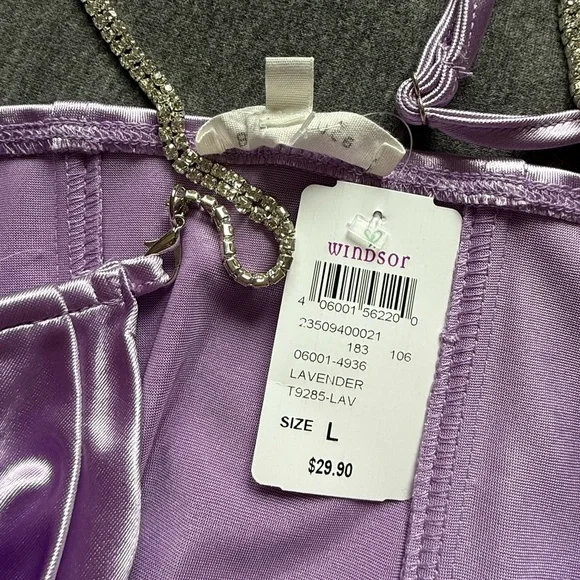 WINDSOR
4 06001 56220 0
23509400021
183 106
06001-4936
LAVENDER
T9285-LAV
SIZE L
$29.90